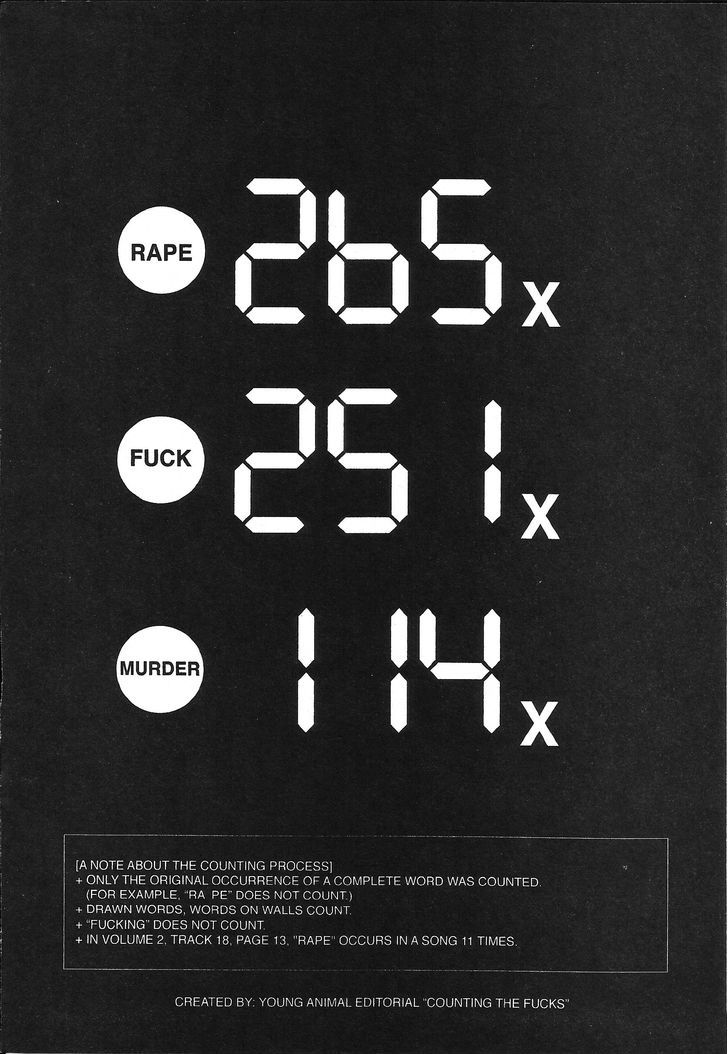 RAPE 265x
FUCK 251x
MURDER 114x
[A NOTE ABOUT THE COUNTING PROCESS]
+ ONLY THE ORIGINAL OCCURRENCE OF A COMPLETE WORD WAS COUNTED.
(FOR EXAMPLE, "RA PE" DOES NOT COUNT.)
+ DRAWN WORDS, WORDS ON WALLS COUNT.
+ "FUCKING" DOES NOT COUNT.
+ IN VOLUME 2, TRACK 18, PAGE 13, "RAPE" OCCURS IN A SONG 11 TIMES.
CREATED BY: YOUNG ANIMAL EDITORIAL "COUNTING THE FUCKS"